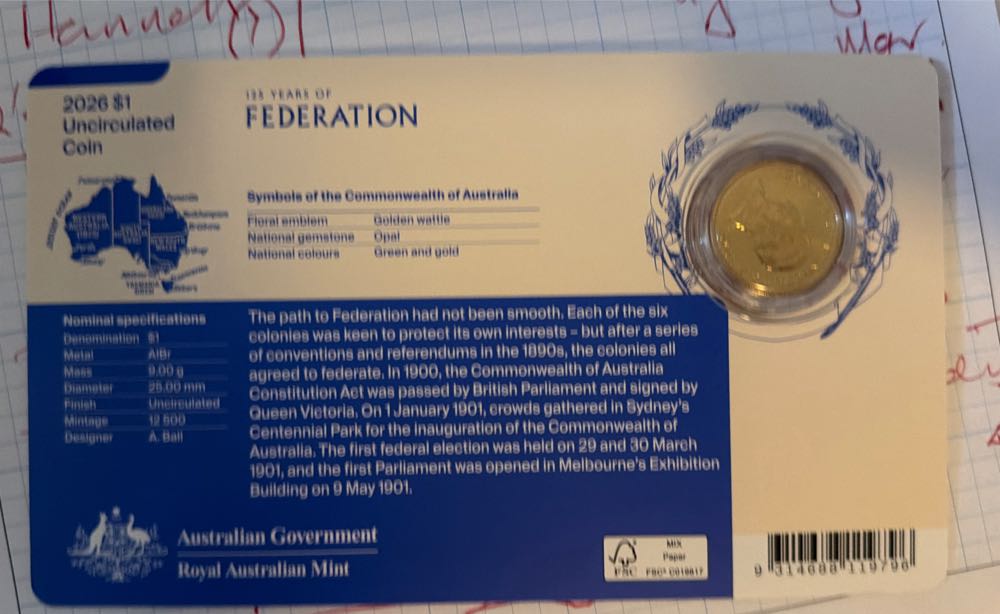 2026 $1
Uncirculated
Coin
125 YEARS OF
FEDERATION
Symbols of the Commonwealth of Australia
Floral emblem Golden wattle
National gemstone Opal
National colours Green and gold
Nominal specifications
Denomination $1
Metal AlBr
Mass 9.00 g
Diameter 25.00 mm
Finish Uncirculated
Mintage 12 500
Designer A. Ball
The path to Federation had not been smooth. Each of the six
colonies was keen to protect its own interests – but after a series
of conventions and referendums in the 1890s, the colonies all
agreed to federate. In 1900, the Commonwealth of Australia
Constitution Act was passed by British Parliament and signed by
Queen Victoria. On 1 January 1901, crowds gathered in Sydney's
Centennial Park for the inauguration of the Commonwealth of
Australia. The first federal election was held on 29 and 30 March
1901, and the first Parliament was opened in Melbourne's Exhibition
Building on 9 May 1901.
Australian Government
Royal Australian Mint
FSC
MIX
Paper
FSC® C019617
9 314688 119796